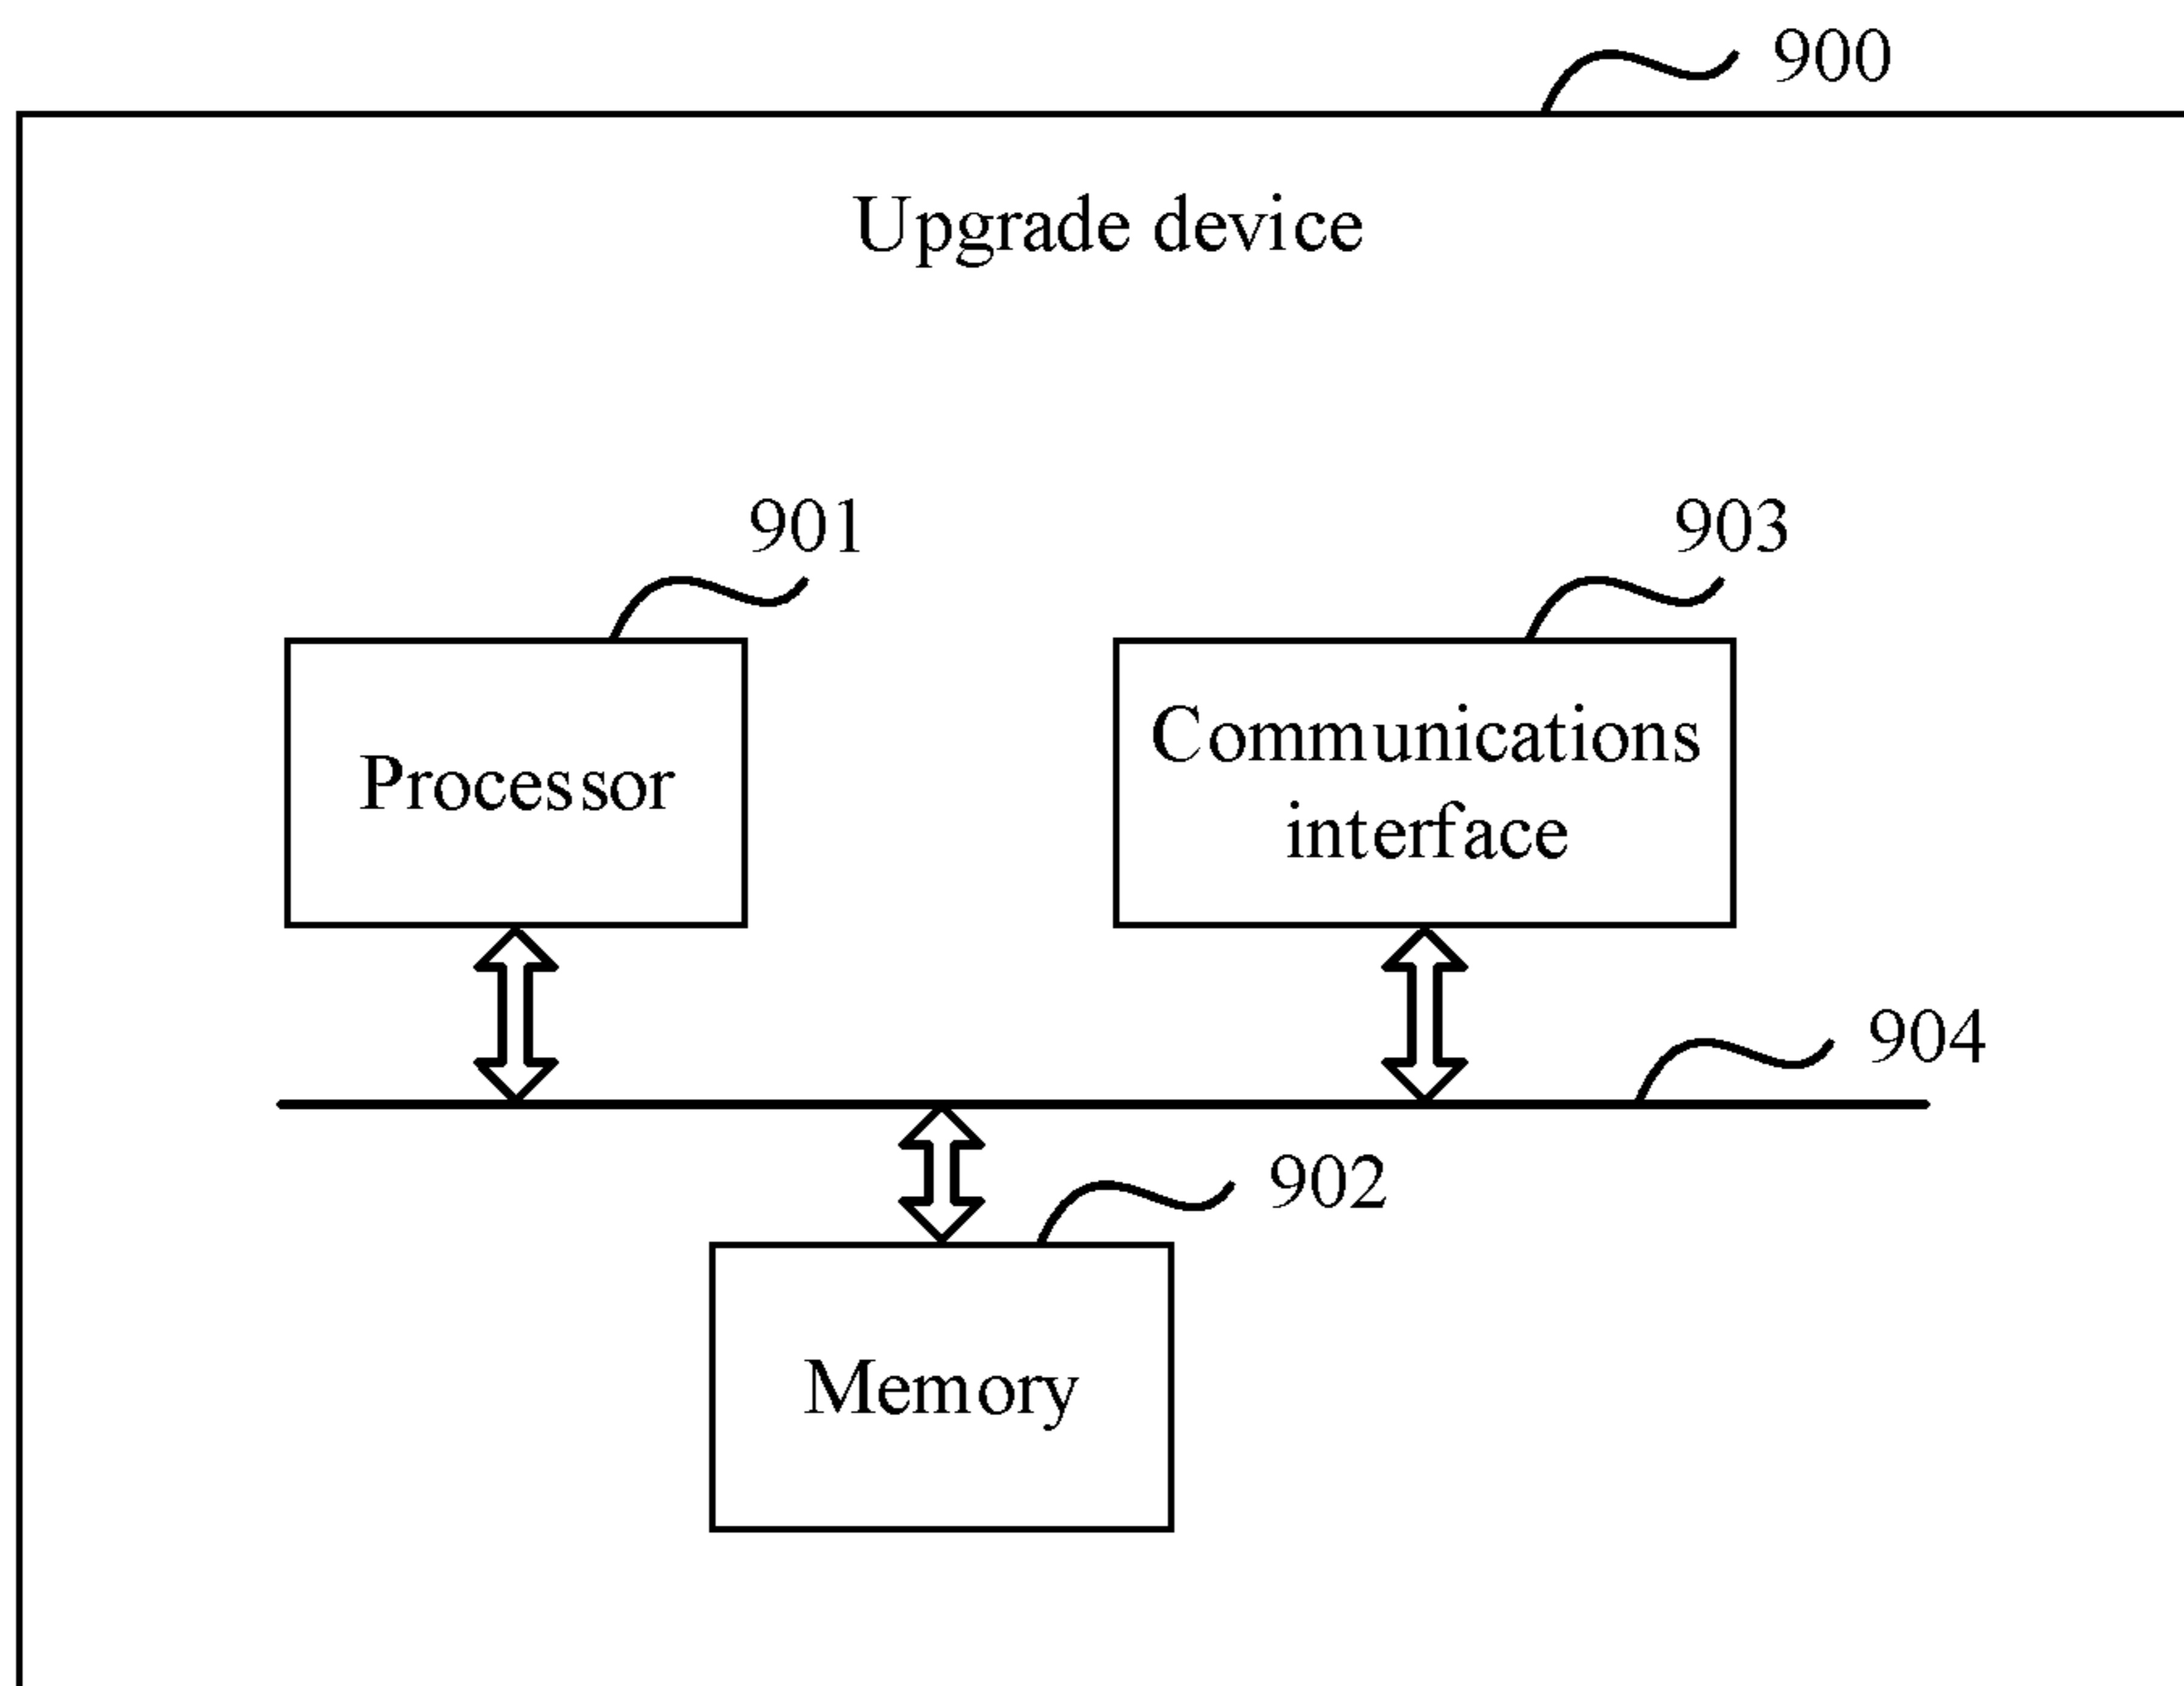 900
Upgrade device
901
903
Processor
Communications
interface
904
902
Memory